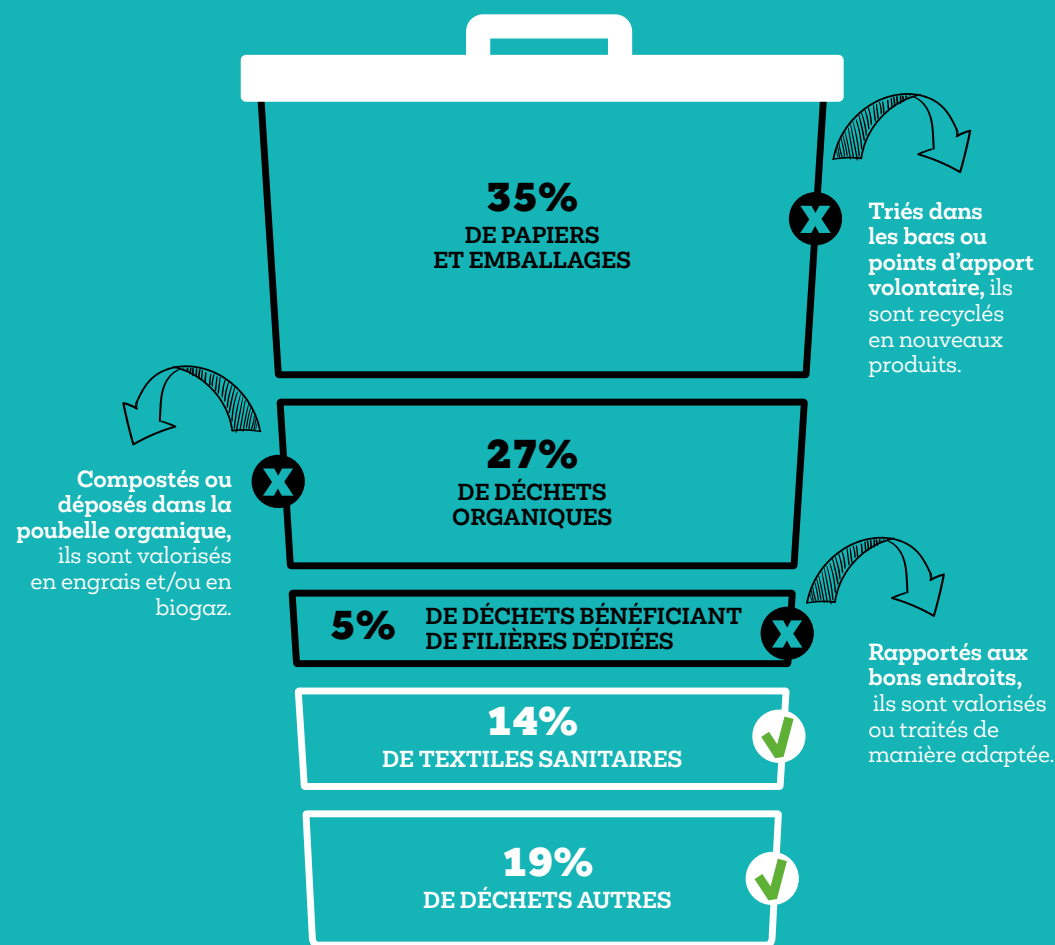 35%
DE PAPIERS
ET EMBALLAGES
X
Triés dans
les bacs ou
points d'apport
volontaire, ils
sont recyclés
en nouveaux
produits.
27%
DE DÉCHETS
ORGANIQUES
X
Compostés ou
déposés dans la
poubelle organique,
ils sont valorisés
en engrais et/ou en
biogaz.
5%
DE DÉCHETS BÉNÉFICIANT
DE FILIÈRES DÉDIÉES
X
Rapportés aux
bons endroits,
ils sont valorisés
ou traités de
manière adaptée.
14%
DE TEXTILES SANITAIRES
19%
DE DÉCHETS AUTRES